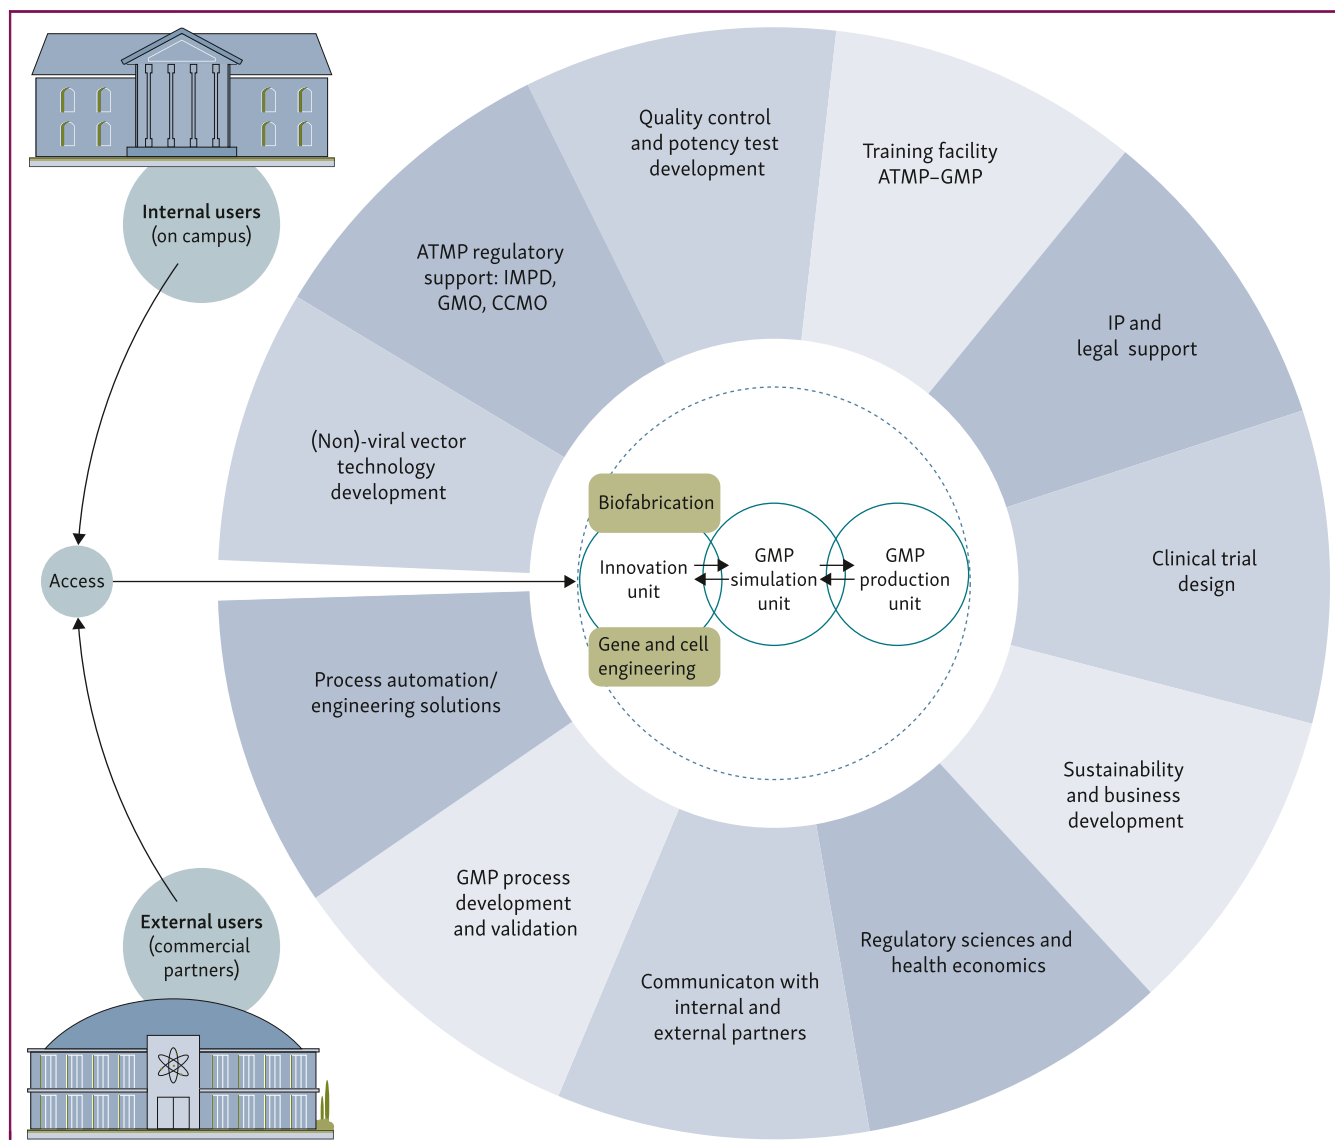 Internal users
(on campus)
Access
External users
(commercial
partners)
Quality control
and potency test
development
Training facility
ATMP–GMP
IP and
legal support
Clinical trial
design
Sustainability
and business
development
Regulatory sciences and
health economics
Communicaton with
internal and
external partners
GMP process
development
and validation
Process automation/
engineering solutions
(Non)-viral vector
technology
development
ATMP regulatory
support: IMPD,
GMO, CCMO
Biofabrication
Innovation
unit
Gene and cell
engineering
GMP
simulation
unit
GMP
production
unit